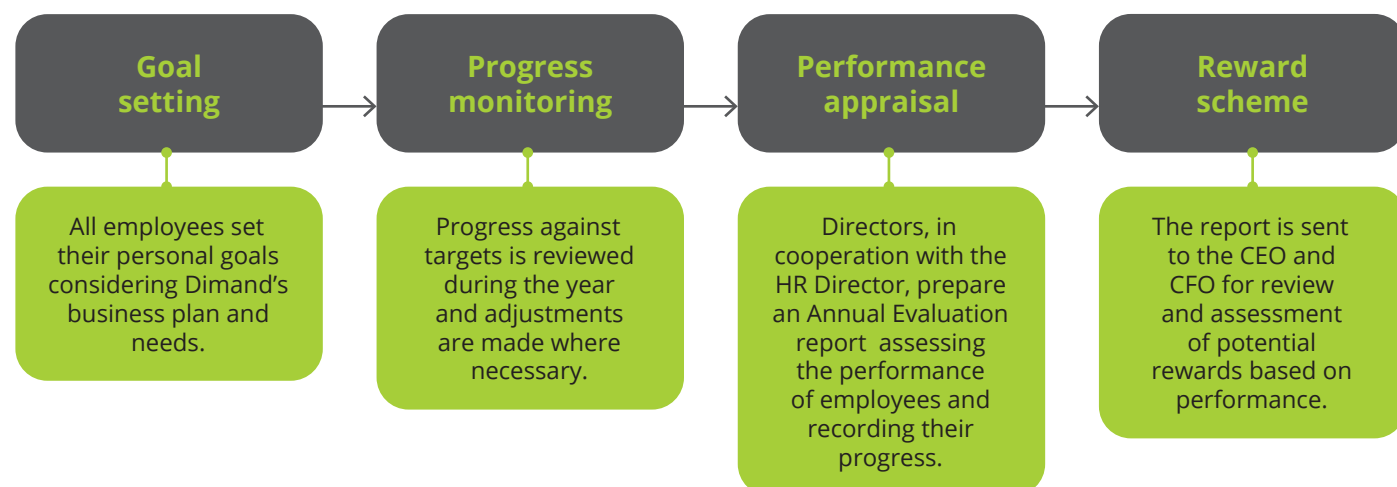 Goal
setting
All employees set
their personal goals
considering Dimand’s
business plan and
needs.
Progress
monitoring
Progress against
targets is reviewed
during the year
and adjustments
are made where
necessary.
Performance
appraisal
Directors, in
cooperation with the
HR Director, prepare
an Annual Evaluation
report  assessing
the performance
of employees and
recording their
progress.
Reward
scheme
The report is sent
to the CEO and
CFO for review
and assessment
of potential
rewards based on
performance.